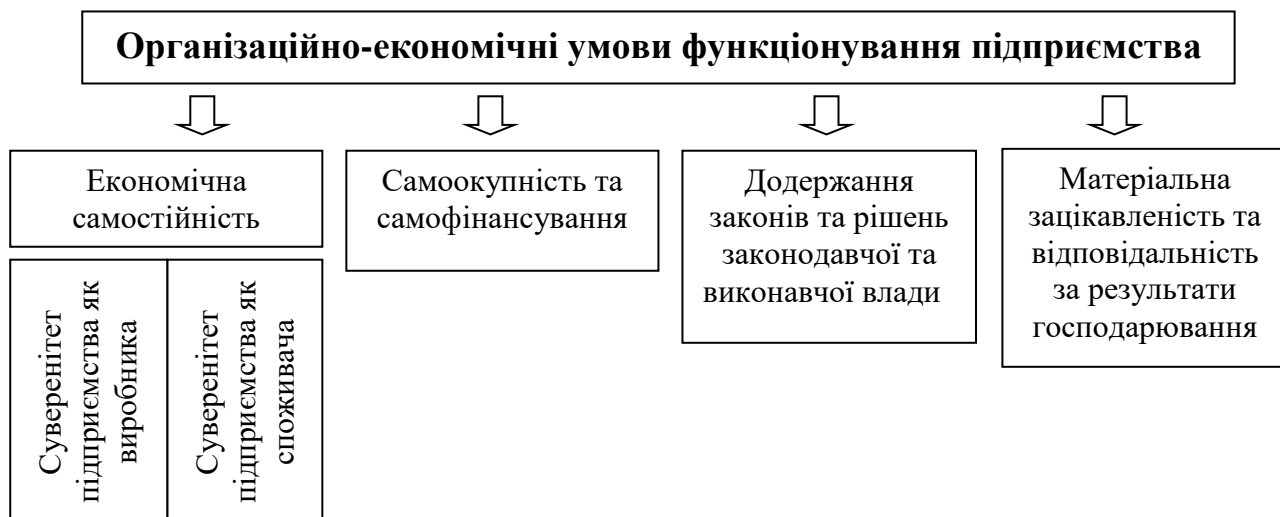 Організаційно-економічні умови функціонування підприємства
Економічна
самостійність
Суверенітет
підприємства як
виробника
Суверенітет
підприємства як
споживача
Самоокупність та
самофінансування
Додержання
законів та рішень
законодавчої та
виконавчої влади
Матеріальна
зацікавленість та
відповідальність
за результати
господарювання